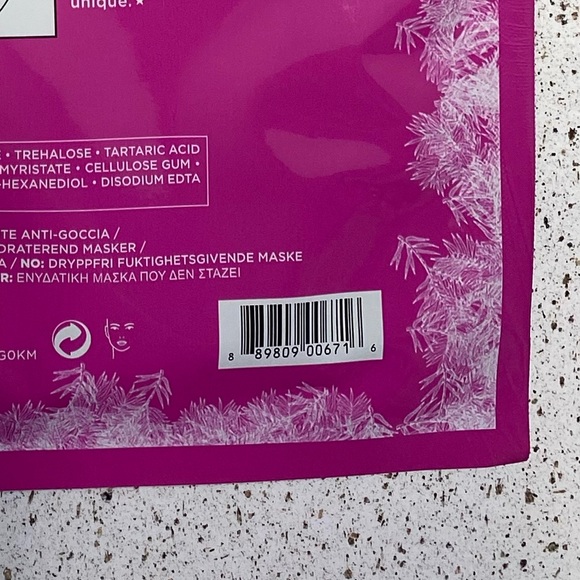 unique.★
• TREHALOSE • TARTARIC ACID
MYRISTATE • CELLULOSE GUM •
-HEXANEDIOL • DISODIUM EDTA
TE ANTI-GOCCIA /
DRATEREND MASKER /
A / NO: DRYPPFRI FUKTIGHETSGIVENDE MASKE
R: ΕΝΥΔΑΤΙΚΗ ΜΑΣΚΑ ΠΟΥ ΔΕΝ ΣΤΑΖΕΙ
G0KM
8 89809 00671 6